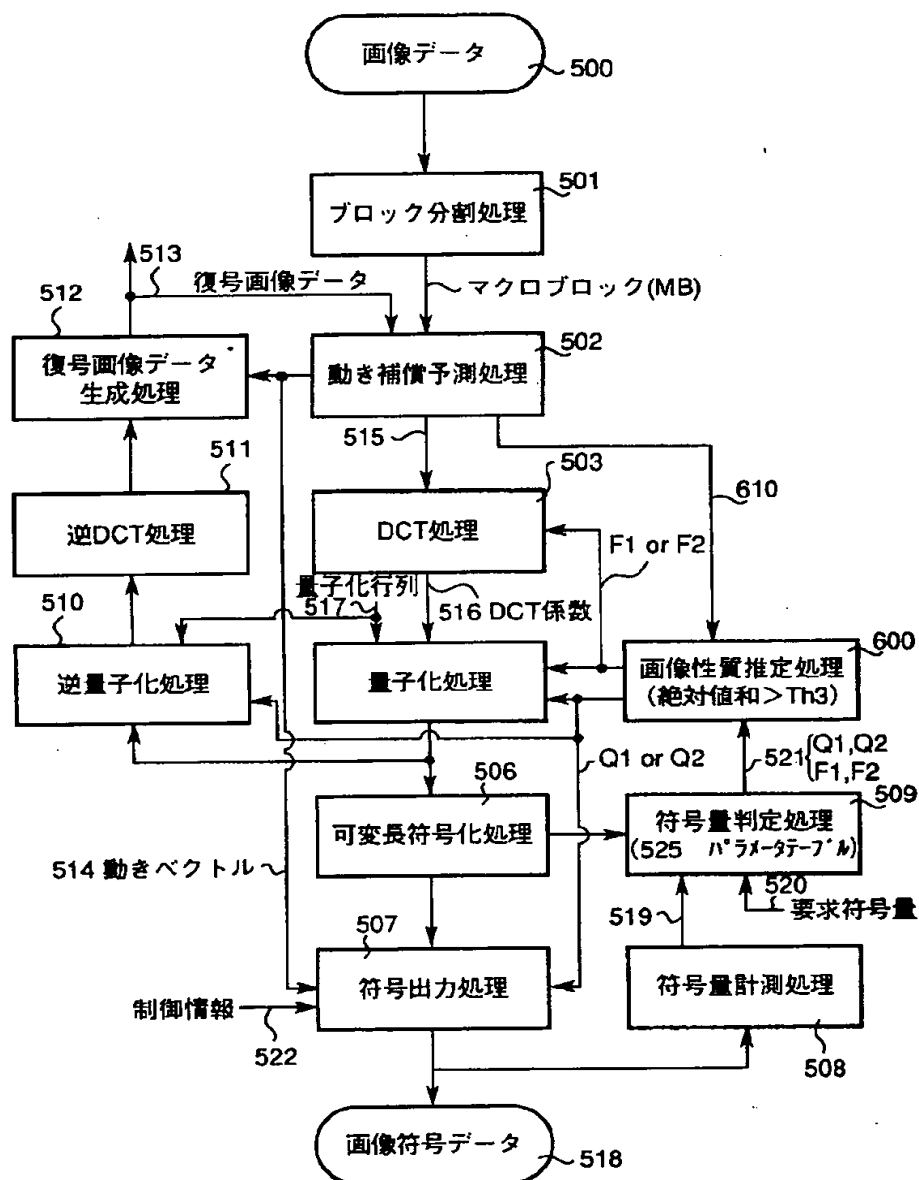 画像データ
500
501
ブロック分割処理
マクロブロック(MB)
513
復号画像データ
512
復号画像データ
生成処理
502
動き補償予測処理
515
503
610
511
逆DCT処理
DCT処理
F1 or F2
量子化行列
517
516 DCT係数
510
逆量子化処理
量子化処理
600
画像性質推定処理
(絶対値和＞Th3)
Q1 or Q2
521
Q1,Q2
F1,F2
506
可変長符号化処理
509
符号量判定処理
(525 パラメータテーブル)
514 動きベクトル
520
要求符号量
519
507
符号出力処理
符号量計測処理
508
制御情報
522
画像符号データ
518